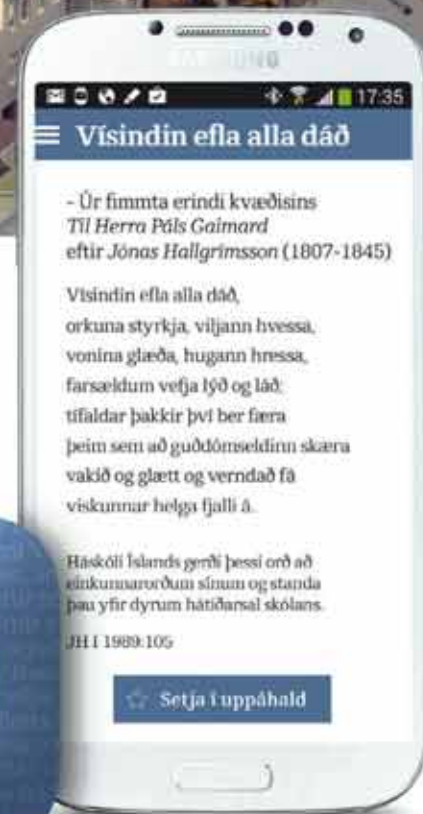 SAMSUNG
17:35
Vísindin efla alla dáð
- Úr fimmta erindi kvæðisins
Til Herra Páls Gaimard
eftir Jónas Hallgrímsson (1807-1845)
Vísindin efla alla dáð,
orkuna styrkja, viljann hvessa,
vonina glæða, hugann hressa,
farsældum vefja lýð og láð;
tífaldar þakkir því ber færa
þeim sem að guðdómseldinn skæra
vakið og glætt og verndað fá
viskunnar helga fjalli á.
Háskóli Íslands gerði þessi orð að
einkunnarorðum sínum og standa
þau yfir dyrum hátíðarsal skólans.
JH I 1989:105
Setja í uppáhald